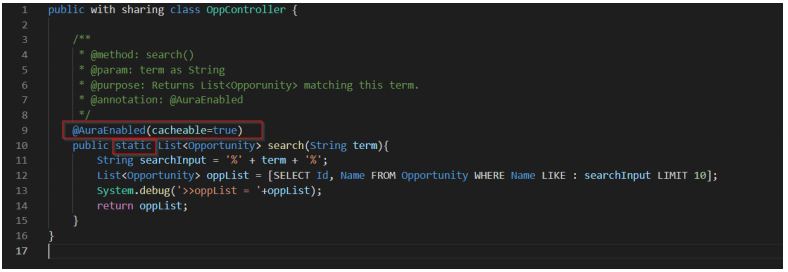 1 public with sharing class OppController {
2
3 /**
4 * @method: search()
5 * @param: term as String
6 * @purpose: Returns List<Opporunity> matching this term.
7 * @annotation: @AuraEnabled
8 */
9 @AuraEnabled(cacheable=true)
10 public static List<Opportunity> search(String term){
11 String searchInput = '%' + term + '%';
12 List<Opportunity> oppList = [SELECT Id, Name FROM Opportunity WHERE Name LIKE : searchInput LIMIT 10];
13 System.debug('>>oppList = '+oppList);
14 return oppList;
15 }
16 }
17